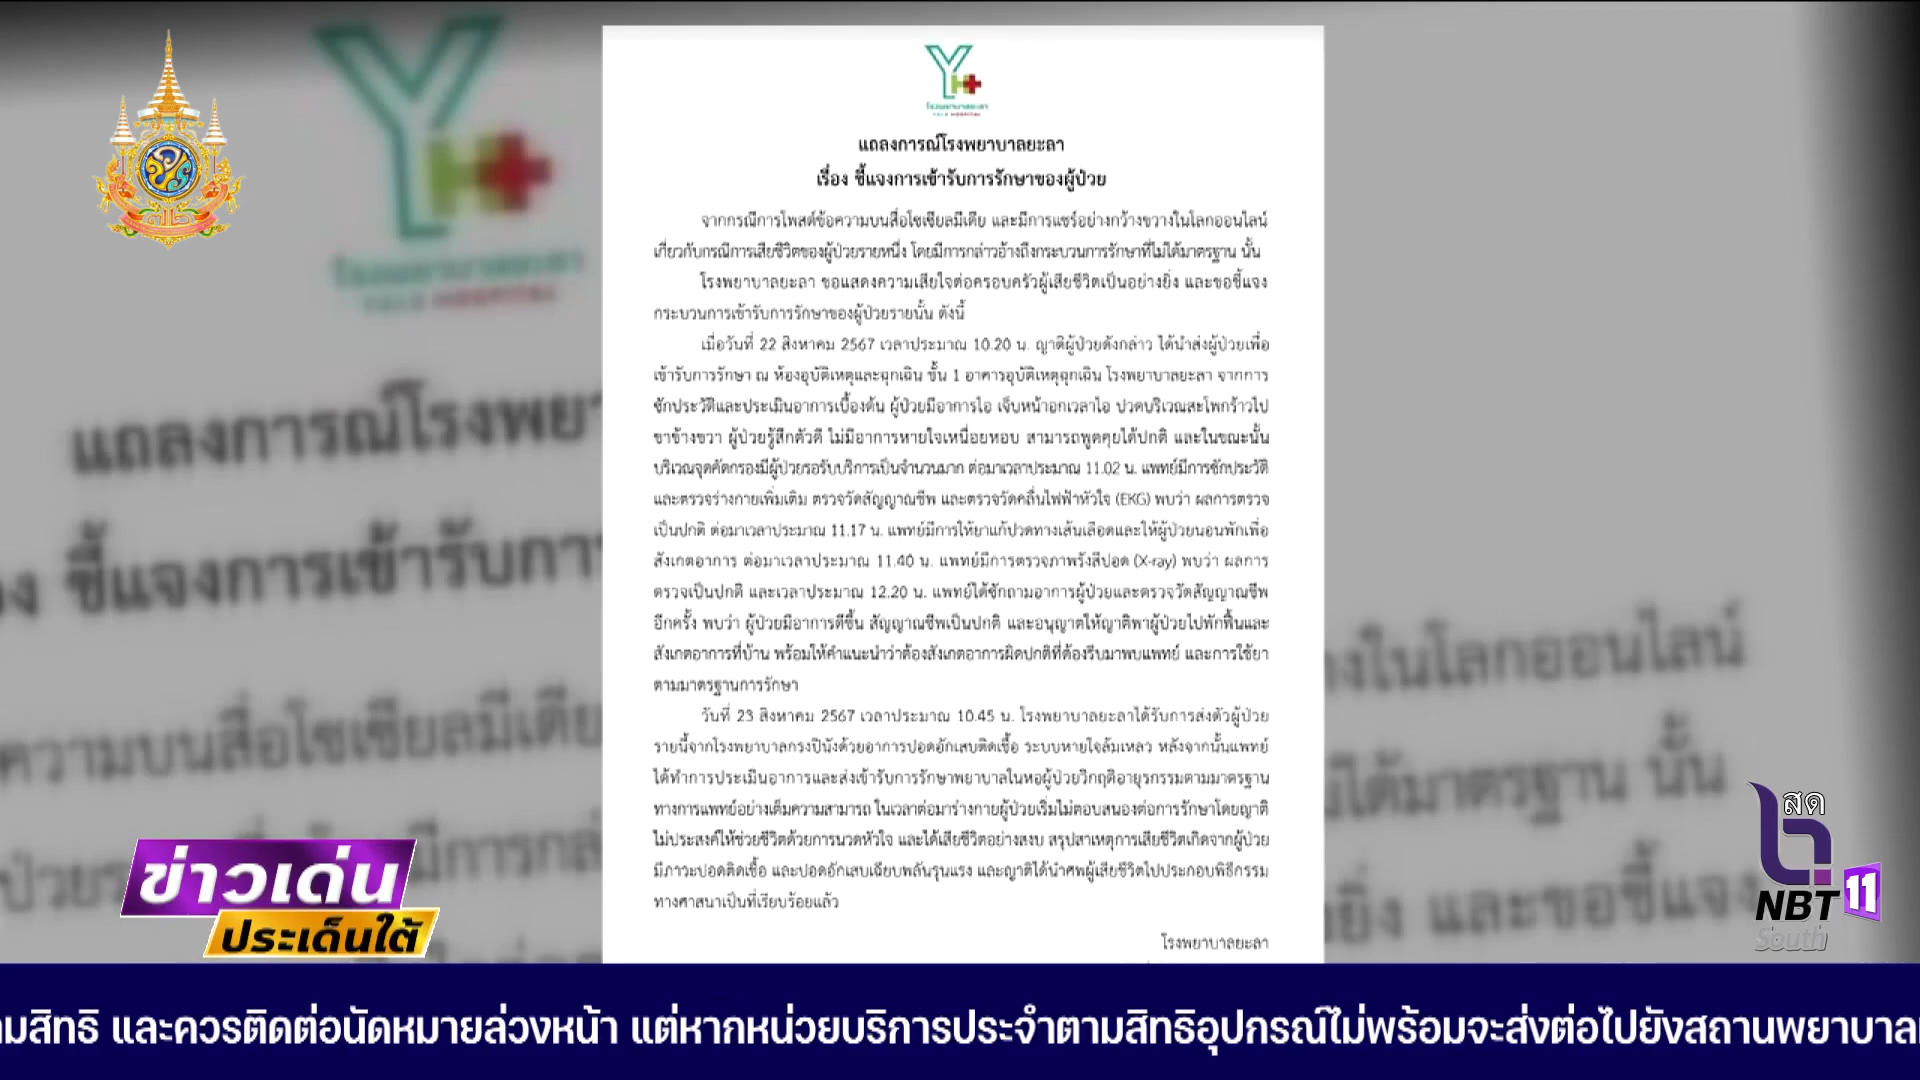 โรงพยาบาลยะลา
YALA HOSPITAL
แถลงการณ์โรงพยาบาลยะลา
เรื่อง ชี้แจงการเข้ารับการรักษาของผู้ป่วย
จากกรณีการโพสต์ข้อความบนสื่อโซเซียลมีเดีย และมีการแชร์อย่างกว้างขวางในโลกออนไลน์
เกี่ยวกับกรณีการเสียชีวิตของผู้ป่วยรายหนึ่ง โดยมีการกล่าวอ้างถึงกระบวนการรักษาที่ไม่ได้มาตรฐาน นั้น
โรงพยาบาลยะลา ขอแสดงความเสียใจต่อครอบครัวผู้เสียชีวิตเป็นอย่างยิ่ง และขอชี้แจง
กระบวนการเข้ารับการรักษาของผู้ป่วยรายนั้น ดังนี้
เมื่อวันที่ 22 สิงหาคม 2567 เวลาประมาณ 10.20 น. ญาติผู้ป่วยดังกล่าว ได้นำส่งผู้ป่วยเพื่อ
เข้ารับการรักษา ณ ห้องอุบัติเหตุและฉุกเฉิน ชั้น 1 อาคารอุบัติเหตุฉุกเฉิน โรงพยาบาลยะลา จากการ
ซักประวัติและประเมินอาการเบื้องต้น ผู้ป่วยมีอาการไอ เจ็บหน้าอกเวลาไอ ปวดบริเวณสะโพกร้าวไป
ขาข้างขวา ผู้ป่วยรู้สึกตัวดี ไม่มีอาการหายใจเหนื่อยหอบ สามารถพูดคุยได้ปกติ และในขณะนั้น
บริเวณจุดคัดกรองมีผู้ป่วยรอรับบริการเป็นจำนวนมาก ต่อมาเวลาประมาณ 11.02 น. แพทย์มีการซักประวัติ
และตรวจร่างกายเพิ่มเติม ตรวจวัดสัญญาณชีพ และตรวจวัดคลื่นไฟฟ้าหัวใจ (EKG) พบว่า ผลการตรวจ
เป็นปกติ ต่อมาเวลาประมาณ 11.17 น. แพทย์มีการให้ยาแก้ปวดทางเส้นเลือดและให้ผู้ป่วยนอนพักเพื่อ
สังเกตอาการ ต่อมาเวลาประมาณ 11.40 น. แพทย์มีการตรวจภาพรังสีปอด (X-ray) พบว่า ผลการ
ตรวจเป็นปกติ และเวลาประมาณ 12.20 น. แพทย์ได้ซักถามอาการผู้ป่วยและตรวจวัดสัญญาณชีพ
อีกครั้ง พบว่า ผู้ป่วยมีอาการดีขึ้น สัญญาณชีพเป็นปกติ และอนุญาตให้ญาติพาผู้ป่วยไปพักฟื้นและ
สังเกตอาการที่บ้าน พร้อมให้คำแนะนำว่าต้องสังเกตอาการผิดปกติที่ต้องรีบมาพบแพทย์ และการใช้ยา
ตามมาตรฐานการรักษา
วันที่ 23 สิงหาคม 2567 เวลาประมาณ 10.45 น. โรงพยาบาลยะลาได้รับการส่งตัวผู้ป่วย
รายนี้จากโรงพยาบาลกรงปินังด้วยอาการปอดอักเสบติดเชื้อ ระบบหายใจล้มเหลว หลังจากนั้นแพทย์
ได้ทำการประเมินอาการและส่งเข้ารับการรักษาพยาบาลในหอผู้ป่วยวิกฤติอายุรกรรมตามมาตรฐาน
ทางการแพทย์อย่างเต็มความสามารถ ในเวลาต่อมาร่างกายผู้ป่วยเริ่มไม่ตอบสนองต่อการรักษาโดยญาติ
ไม่ประสงค์ให้ช่วยชีวิตด้วยการนวดหัวใจ และได้เสียชีวิตอย่างสงบ สรุปสาเหตุการเสียชีวิตเกิดจากผู้ป่วย
มีภาวะปอดติดเชื้อ และปอดอักเสบเฉียบพลันรุนแรง และญาติได้นำศพผู้เสียชีวิตไปประกอบพิธีกรรม
ทางศาสนาเป็นที่เรียบร้อยแล้ว
โรงพยาบาลยะลา
ข่าวเด่น
ประเด็นใต้
สด
NBT 11
South
ามสิทธิ และควรติดต่อนัดหมายล่วงหน้า แต่หากหน่วยบริการประจำตามสิทธิอุปกรณ์ไม่พร้อมจะส่งต่อไปยังสถานพยาบาล